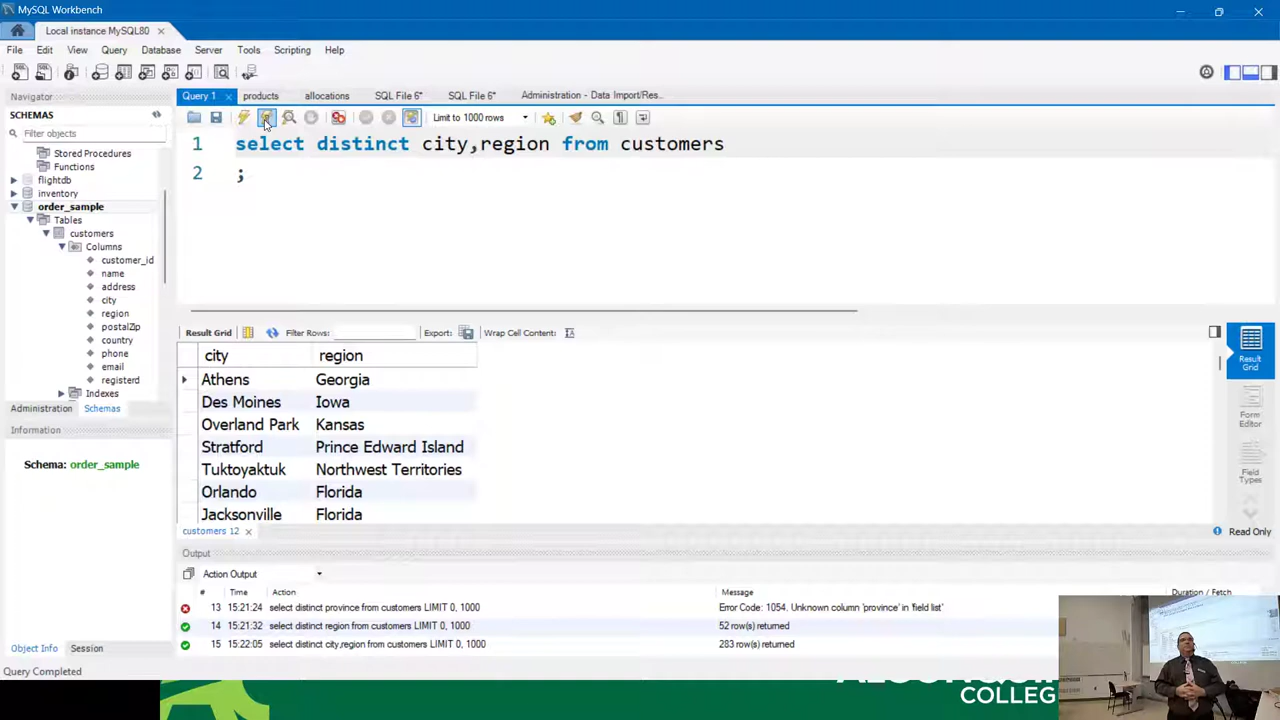 MySQL Workbench
Local instance MySQL80
File Edit View Query Database Server Tools Scripting Help
Navigator
Query 1 products allocations SQL File 6* SQL File 6* Administration - Data Import/Res...
SCHEMAS
Filter objects
Limit to 1000 rows
Stored Procedures
Functions
flightdb
inventory
order_sample
Tables
customers
Columns
customer_id
name
address
city
region
postalZip
country
phone
email
registerd
Indexes
Administration Schemas
Information
Schema: order_sample
Object Info Session
Query Completed
1 select distinct city,region from customers
2 ;
Result Grid Filter Rows: Export: Wrap Cell Content:
city region
Athens Georgia
Des Moines Iowa
Overland Park Kansas
Stratford Prince Edward Island
Tuktoyaktuk Northwest Territories
Orlando Florida
Jacksonville Florida
Result
Grid
Form
Editor
Field
Types
customers 12
Read Only
Output
Action Output
# Time Action Message Duration / Fetch
13 15:21:24 select distinct province from customers LIMIT 0, 1000 Error Code: 1054. Unknown column 'province' in 'field list'
14 15:21:32 select distinct region from customers LIMIT 0, 1000 52 row(s) returned
15 15:22:05 select distinct city,region from customers LIMIT 0, 1000 283 row(s) returned
COLLEG